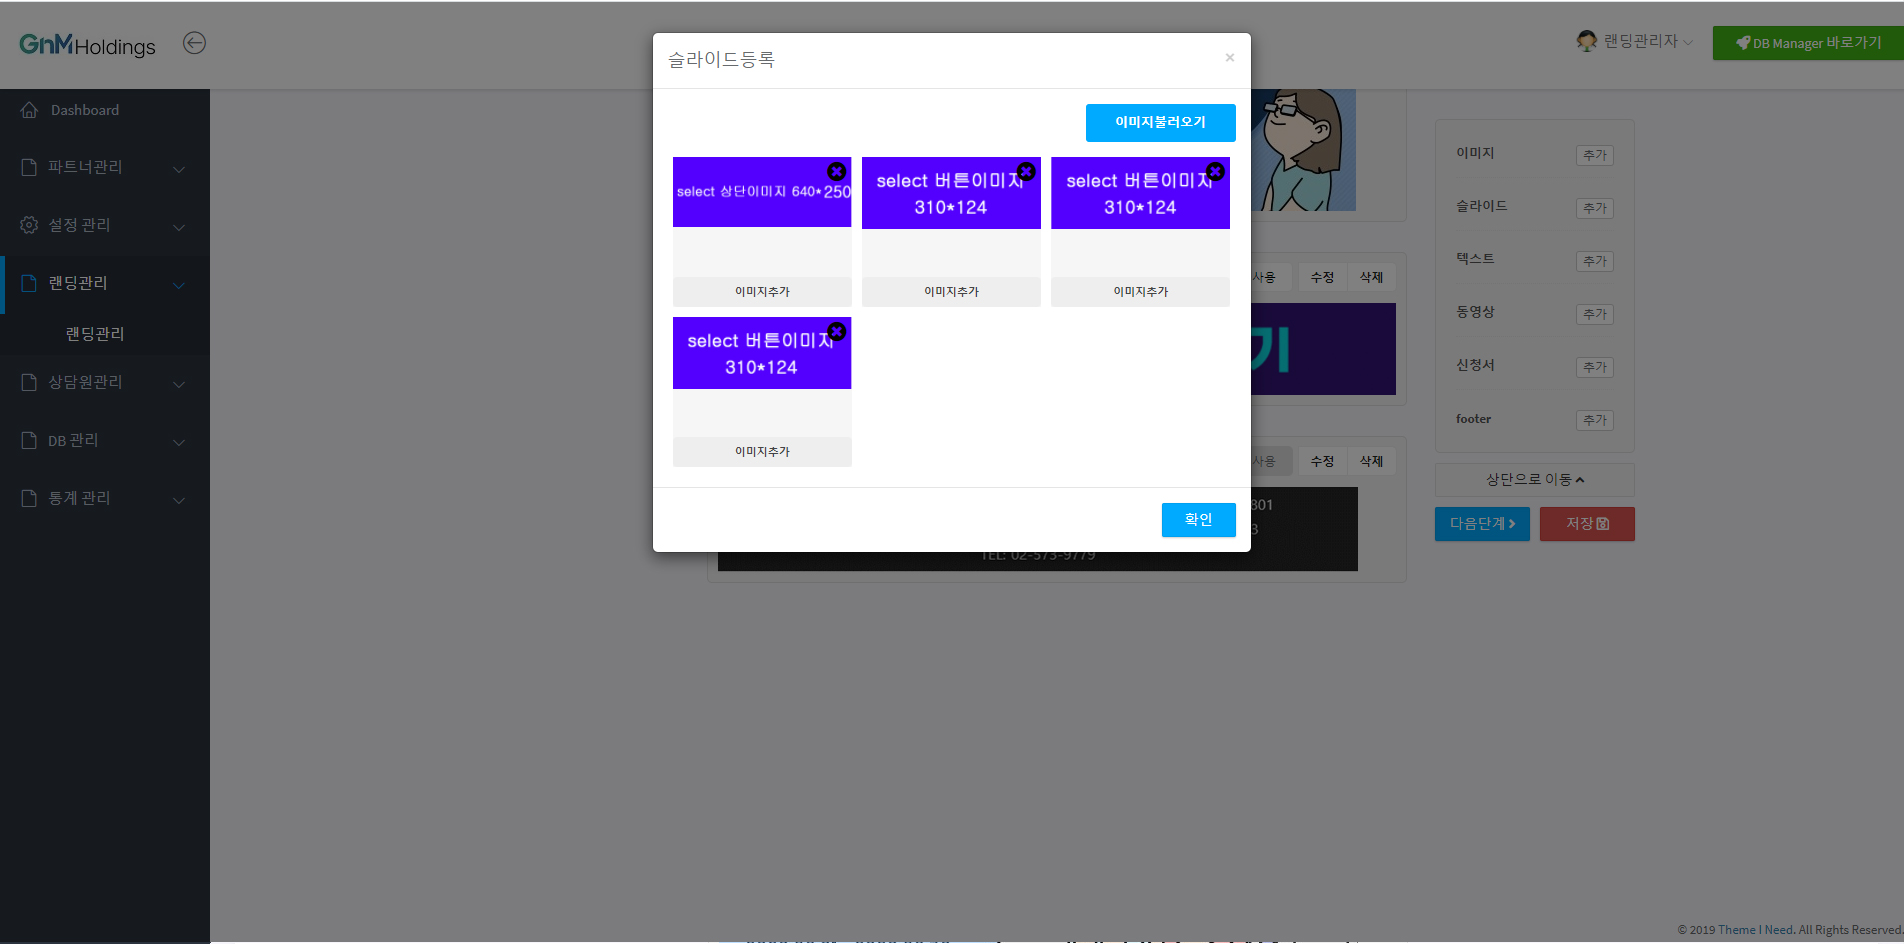 GnM Holdings
랜딩관리자
DB Manager 바로가기
Dashboard
파트너관리
설정 관리
랜딩관리
랜딩관리
상담원관리
DB 관리
통계 관리
슬라이드등록
×
이미지불러오기
select 상단이미지 640*250
이미지추가
select 버튼이미지
310*124
이미지추가
select 버튼이미지
310*124
이미지추가
select 버튼이미지
310*124
이미지추가
확인
사용
수정
삭제
기
사용
수정
삭제
801
3
TEL: 02-573-9779
이미지
추가
슬라이드
추가
텍스트
추가
동영상
추가
신청서
추가
footer
추가
상단으로 이동
다음단계
저장
© 2019 Theme I Need. All Rights Reserved